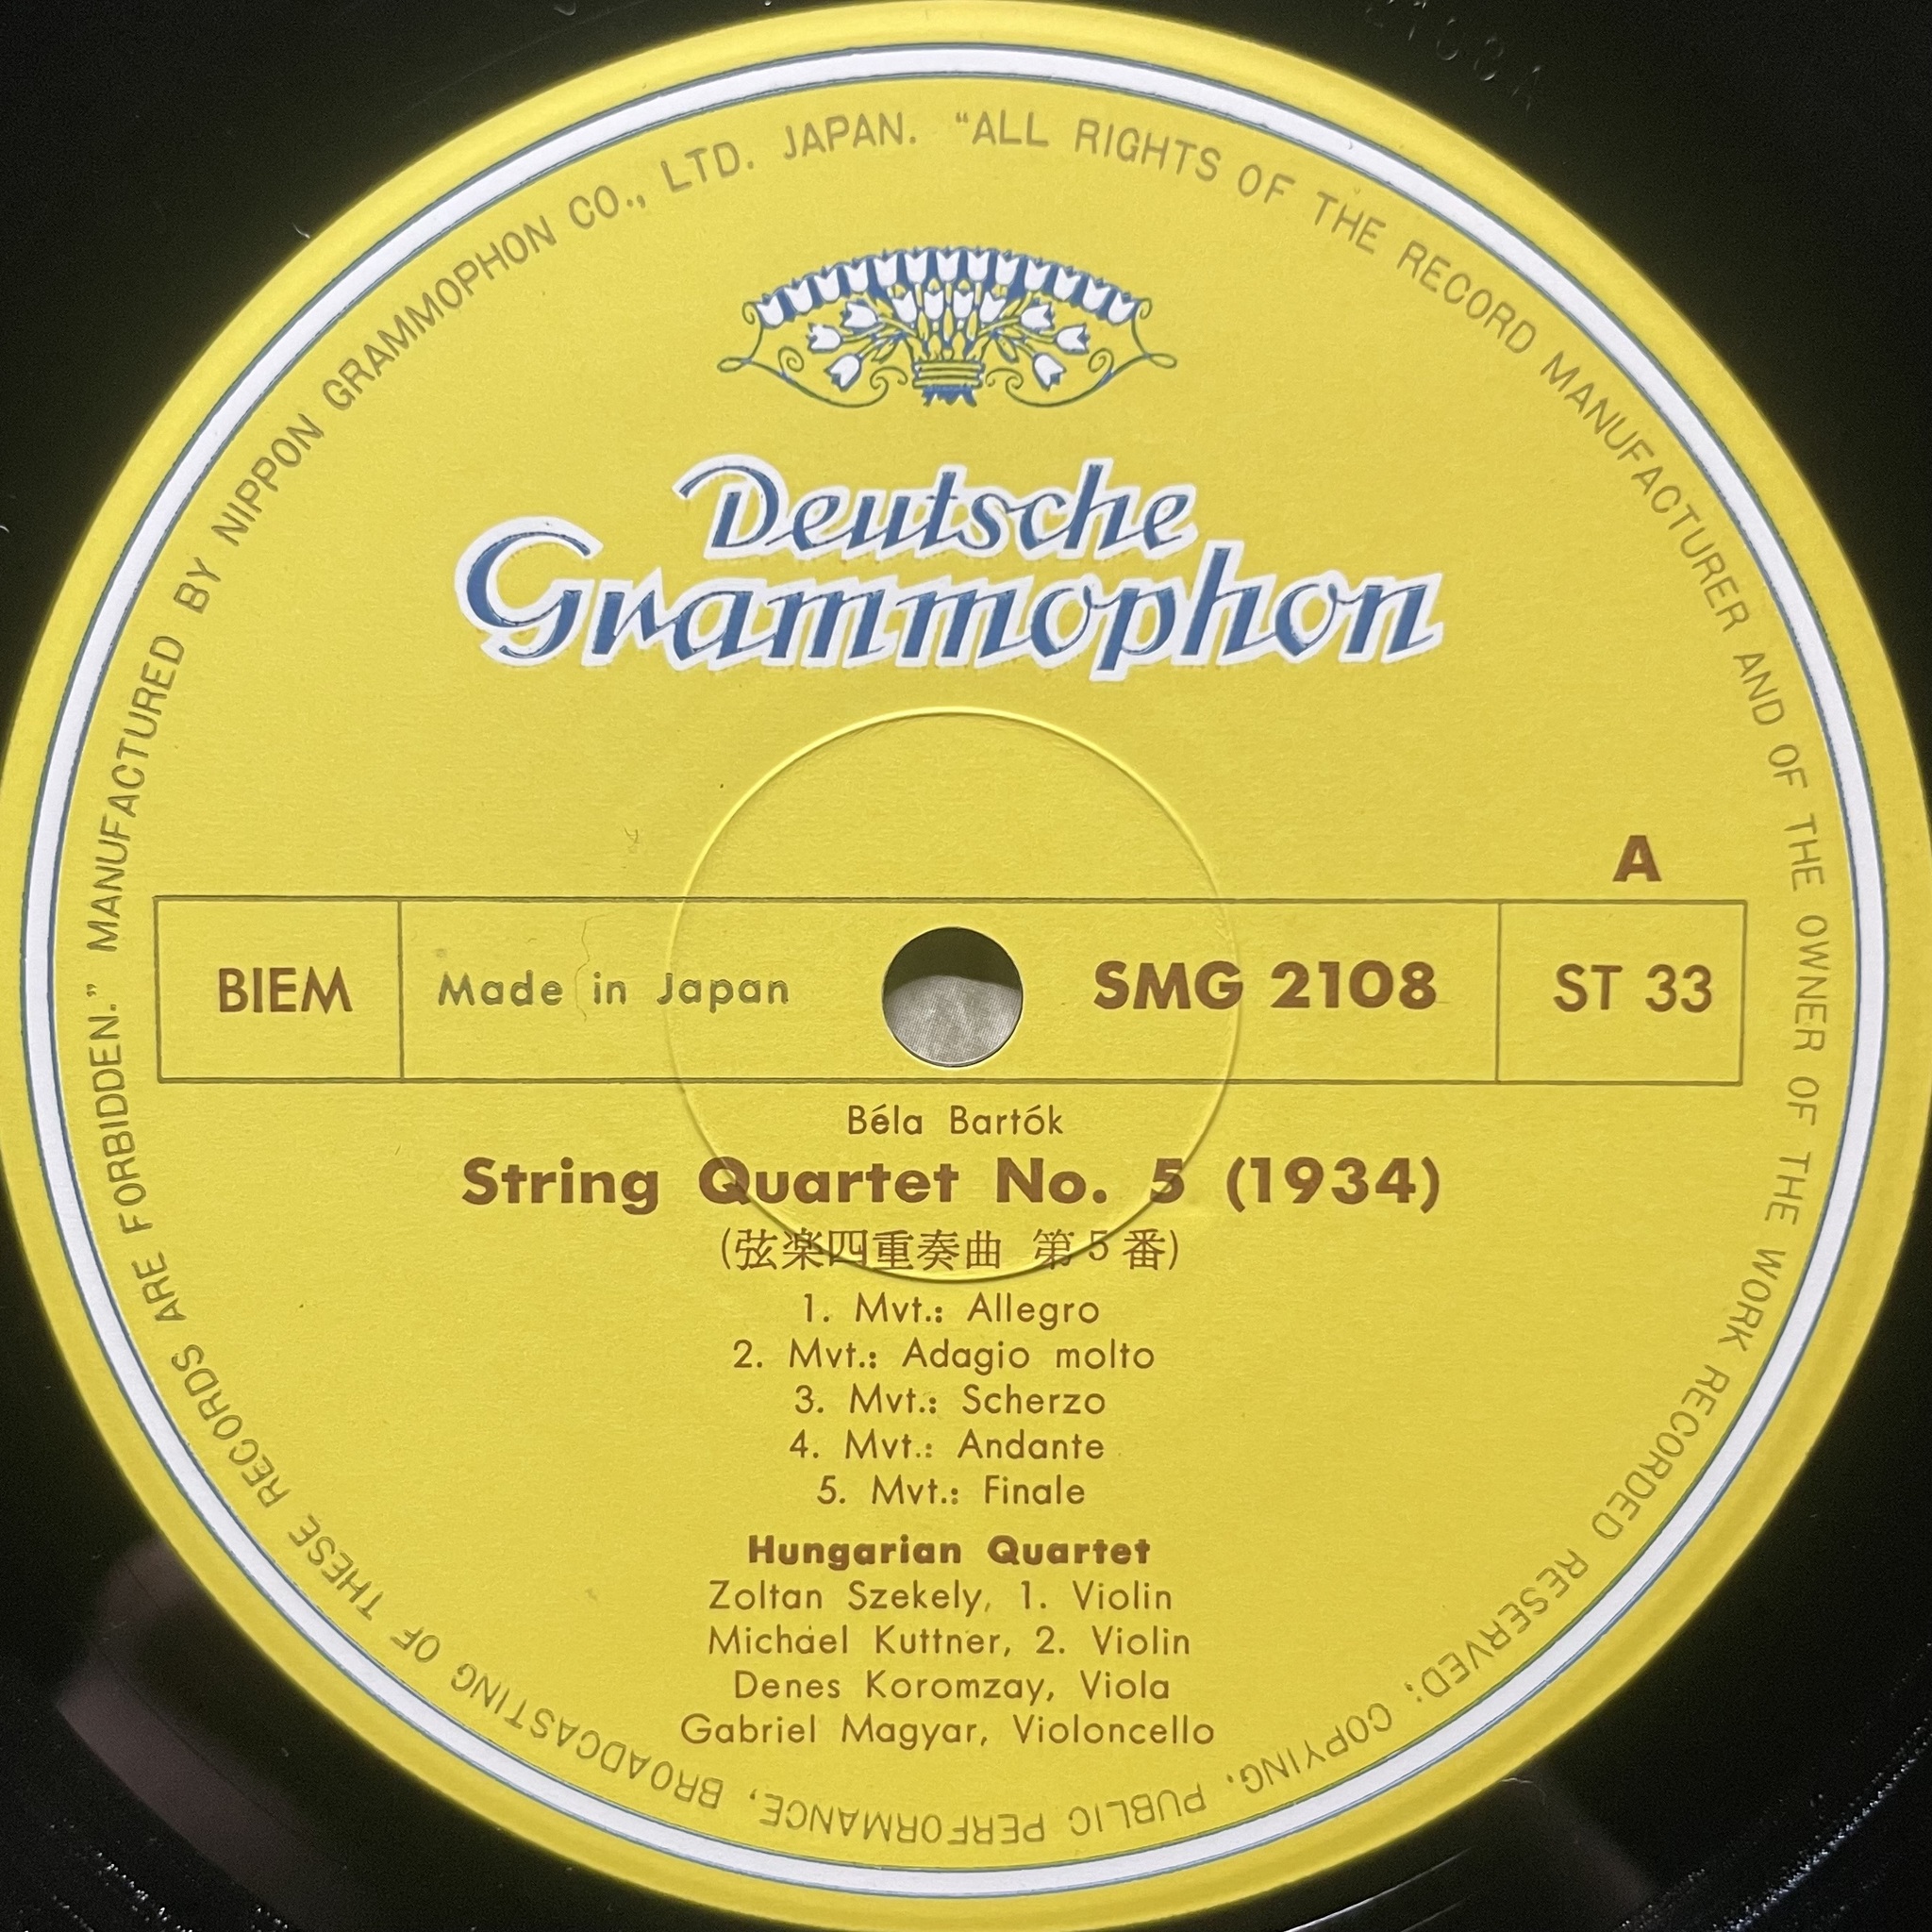 MANUFACTURED BY NIPPON GRAMMOPHON CO., LTD. JAPAN. "ALL RIGHTS OF THE RECORD MANUFACTURER AND OF THE OWNER OF THE WORK RECORDED RESERVED; COPYING, PUBLIC PERFORMANCE, BROADCASTING OF THESE RECORDS ARE FORBIDDEN."
Deutsche
Grammophon
A
BIEM Made in Japan SMG 2108 ST 33
Béla Bartók
String Quartet No. 5 (1934)
(弦楽四重奏曲 第5番)
1. Mvt.: Allegro
2. Mvt.: Adagio molto
3. Mvt.: Scherzo
4. Mvt.: Andante
5. Mvt.: Finale
Hungarian Quartet
Zoltan Szekely, 1. Violin
Michael Kuttner, 2. Violin
Denes Koromzay, Viola
Gabriel Magyar, Violoncello